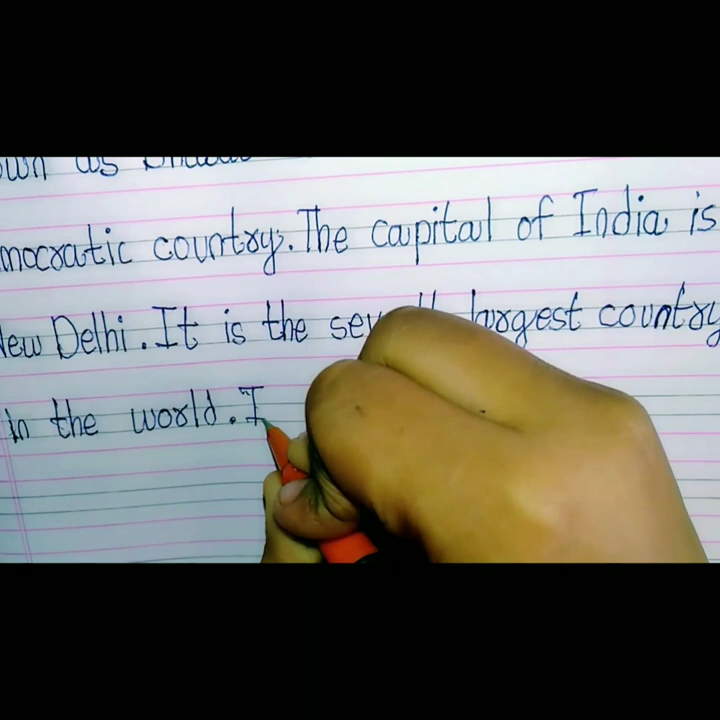 own as Bharat
mocratic country. The capital of India is
New Delhi. It is the largest country
in the world. I